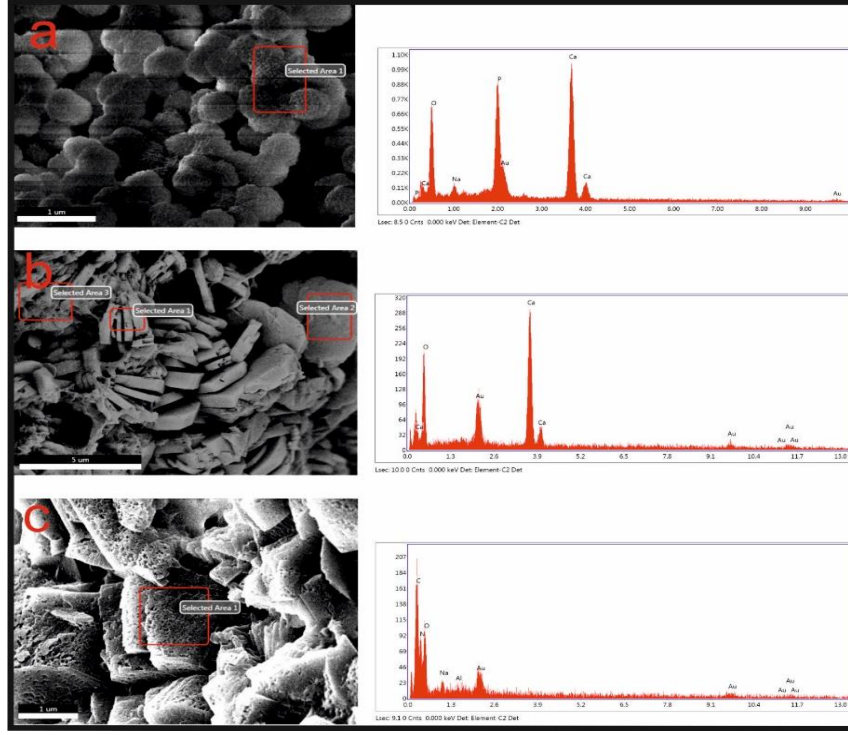 a
Selected Area 1
1 um
1.10K
0.99K
0.88K
0.77K
0.66K
0.55K
0.44K
0.33K
0.22K
0.11K
0.00K
P
Ca
O
Na
P
Au
Ca
Ca
Au
0.00 1.00 2.00 3.00 4.00 5.00 6.00 7.00 8.00 9.00
Lsec: 8.5 0 Cnts 0.000 keV Det: Element-C2 Det
b
Selected Area 3
Selected Area 1
Selected Area 2
5 um
320
288
256
224
192
160
128
96
64
32
0
Ca
O
Au
Ca
Ca
Au
Au
Au Au
0.0 1.3 2.6 3.9 5.2 6.5 7.8 9.1 10.4 11.7 13.0
Lsec: 10.0 0 Cnts 0.000 keV Det: Element-C2 Det
c
Selected Area 1
1 um
207
184
161
138
115
92
69
46
23
0
C
N
O
Na
Al
Au
Au
Au
Au Au
0.0 1.3 2.6 3.9 5.2 6.5 7.8 9.1 10.4 11.7 13.0
Lsec: 9.1 0 Cnts 0.000 keV Det: Element-C2 Det